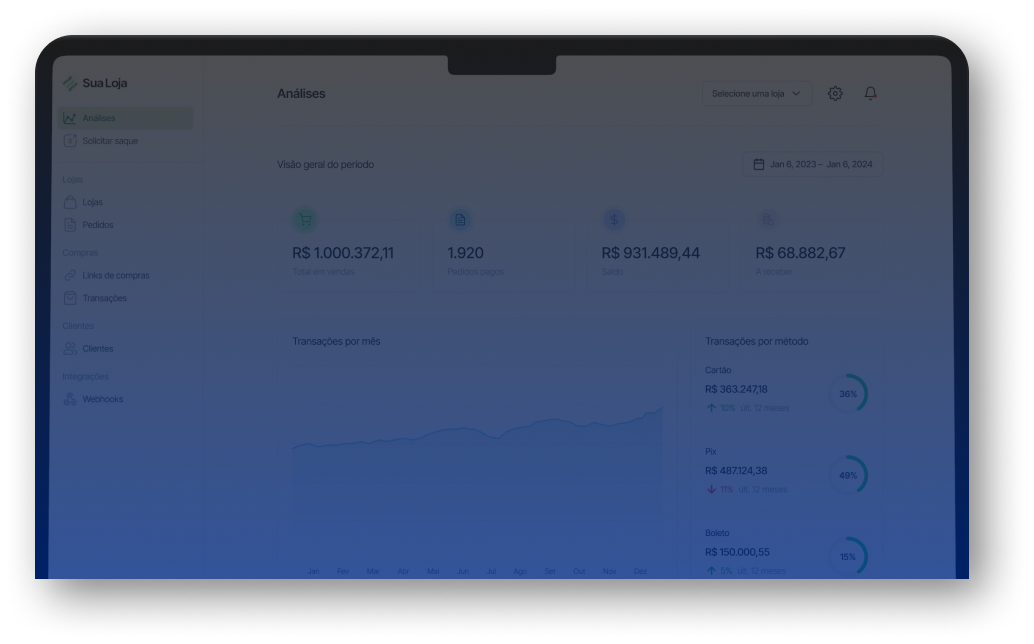 Sua Loja
Análises
Solicitar saque
Lojas
Lojas
Pedidos
Compras
Links de compras
Transações
Clientes
Clientes
Integrações
Webhooks
Análises
Selecione uma loja
Visão geral do período
Jan 6, 2023 – Jan 6, 2024
R$ 1.000.372,11
Total em vendas
1.920
Pedidos pagos
R$ 931.489,44
Saldo
R$ 68.882,67
A receber
Transações por mês
Jan Fev Mar Abr Mai Jun Jul Ago Set Out Nov Dez
Transações por método
Cartão
R$ 363.247,18
10% últ. 12 meses
36%
Pix
R$ 487.124,38
11% últ. 12 meses
49%
Boleto
R$ 150.000,55
5% últ. 12 meses
15%